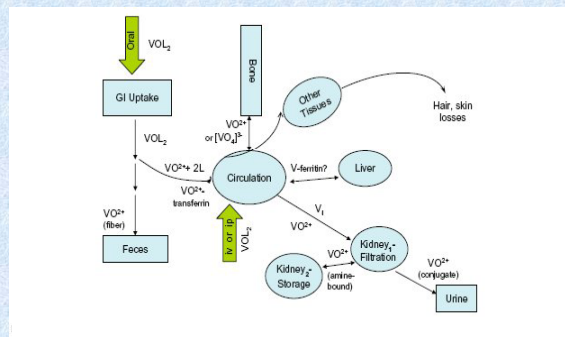 Oral
VOL₂
GI Uptake
VOL₂
VO²⁺
(fiber)
Feces
VO²⁺+ 2L
VO²⁺-
transferrin
iv or ip
VOL₂
Circulation
Bone
VO²⁺
or [VO₄]³⁻
Other
Tissues
Hair, skin
losses
V-ferritin?
Liver
V₁
VO²⁺
Kidney₁-
Filtration
VO²⁺
(amine-
bound)
Kidney₂-
Storage
VO²⁺
(conjugate)
Urine